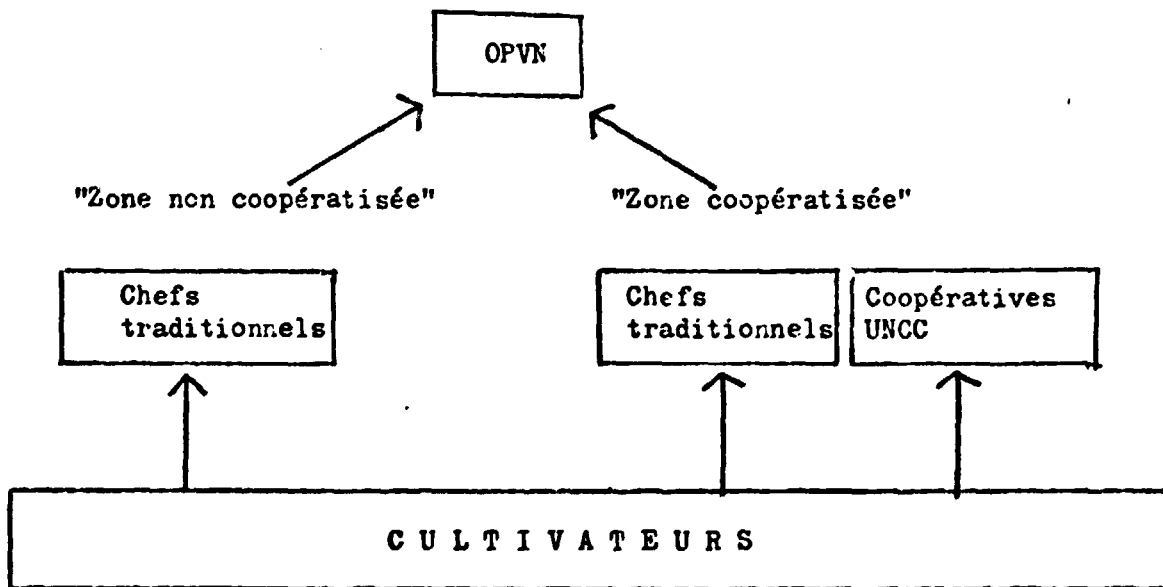 OPVN
"Zone non coopératisée"
"Zone coopératisée"
Chefs
traditionnels
Chefs
traditionnels
Coopératives
UNCC
CULTIVATEURS